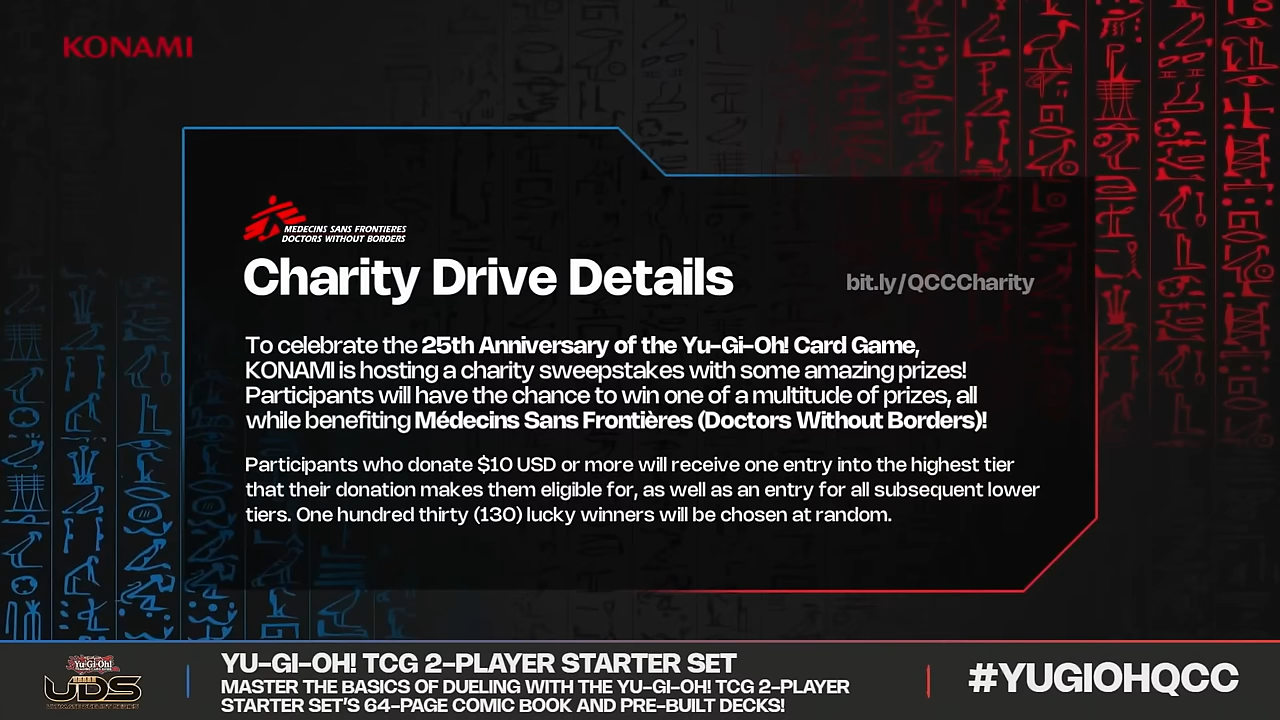 KONAMI
MEDECINS SANS FRONTIERES
DOCTORS WITHOUT BORDERS
Charity Drive Details
bit.ly/QCCCharity
To celebrate the 25th Anniversary of the Yu-Gi-Oh! Card Game,
KONAMI is hosting a charity sweepstakes with some amazing prizes!
Participants will have the chance to win one of a multitude of prizes, all
while benefiting Médecins Sans Frontières (Doctors Without Borders)!
Participants who donate $10 USD or more will receive one entry into the highest tier
that their donation makes them eligible for, as well as an entry for all subsequent lower
tiers. One hundred thirty (130) lucky winners will be chosen at random.
Yu-Gi-Oh!
UDS
ULTIMATE DUELIST SERIES
YU-GI-OH! TCG 2-PLAYER STARTER SET
MASTER THE BASICS OF DUELING WITH THE YU-GI-OH! TCG 2-PLAYER
STARTER SET'S 64-PAGE COMIC BOOK AND PRE-BUILT DECKS!
#YUGIOHQCC